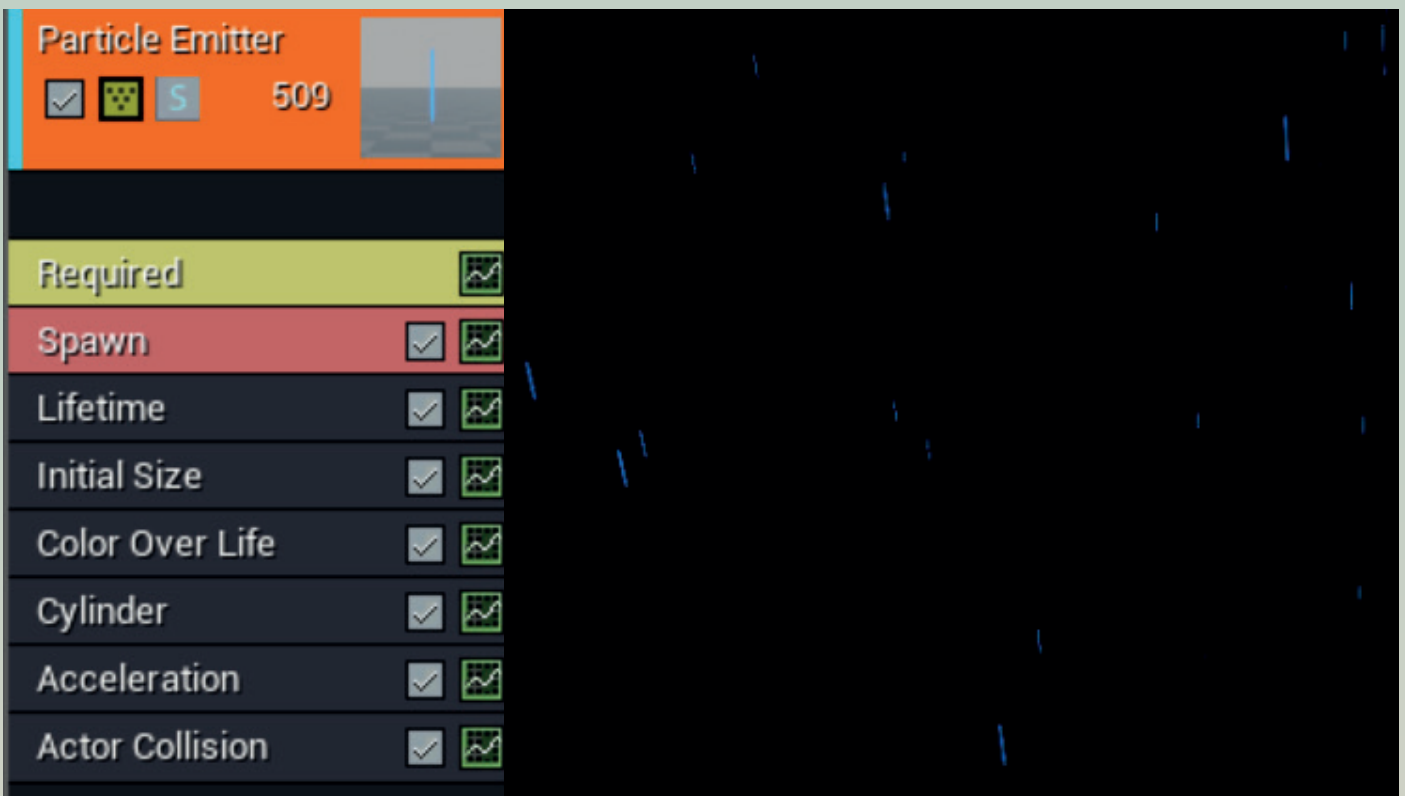 Particle Emitter
S 509
Required
Spawn
Lifetime
Initial Size
Color Over Life
Cylinder
Acceleration
Actor Collision